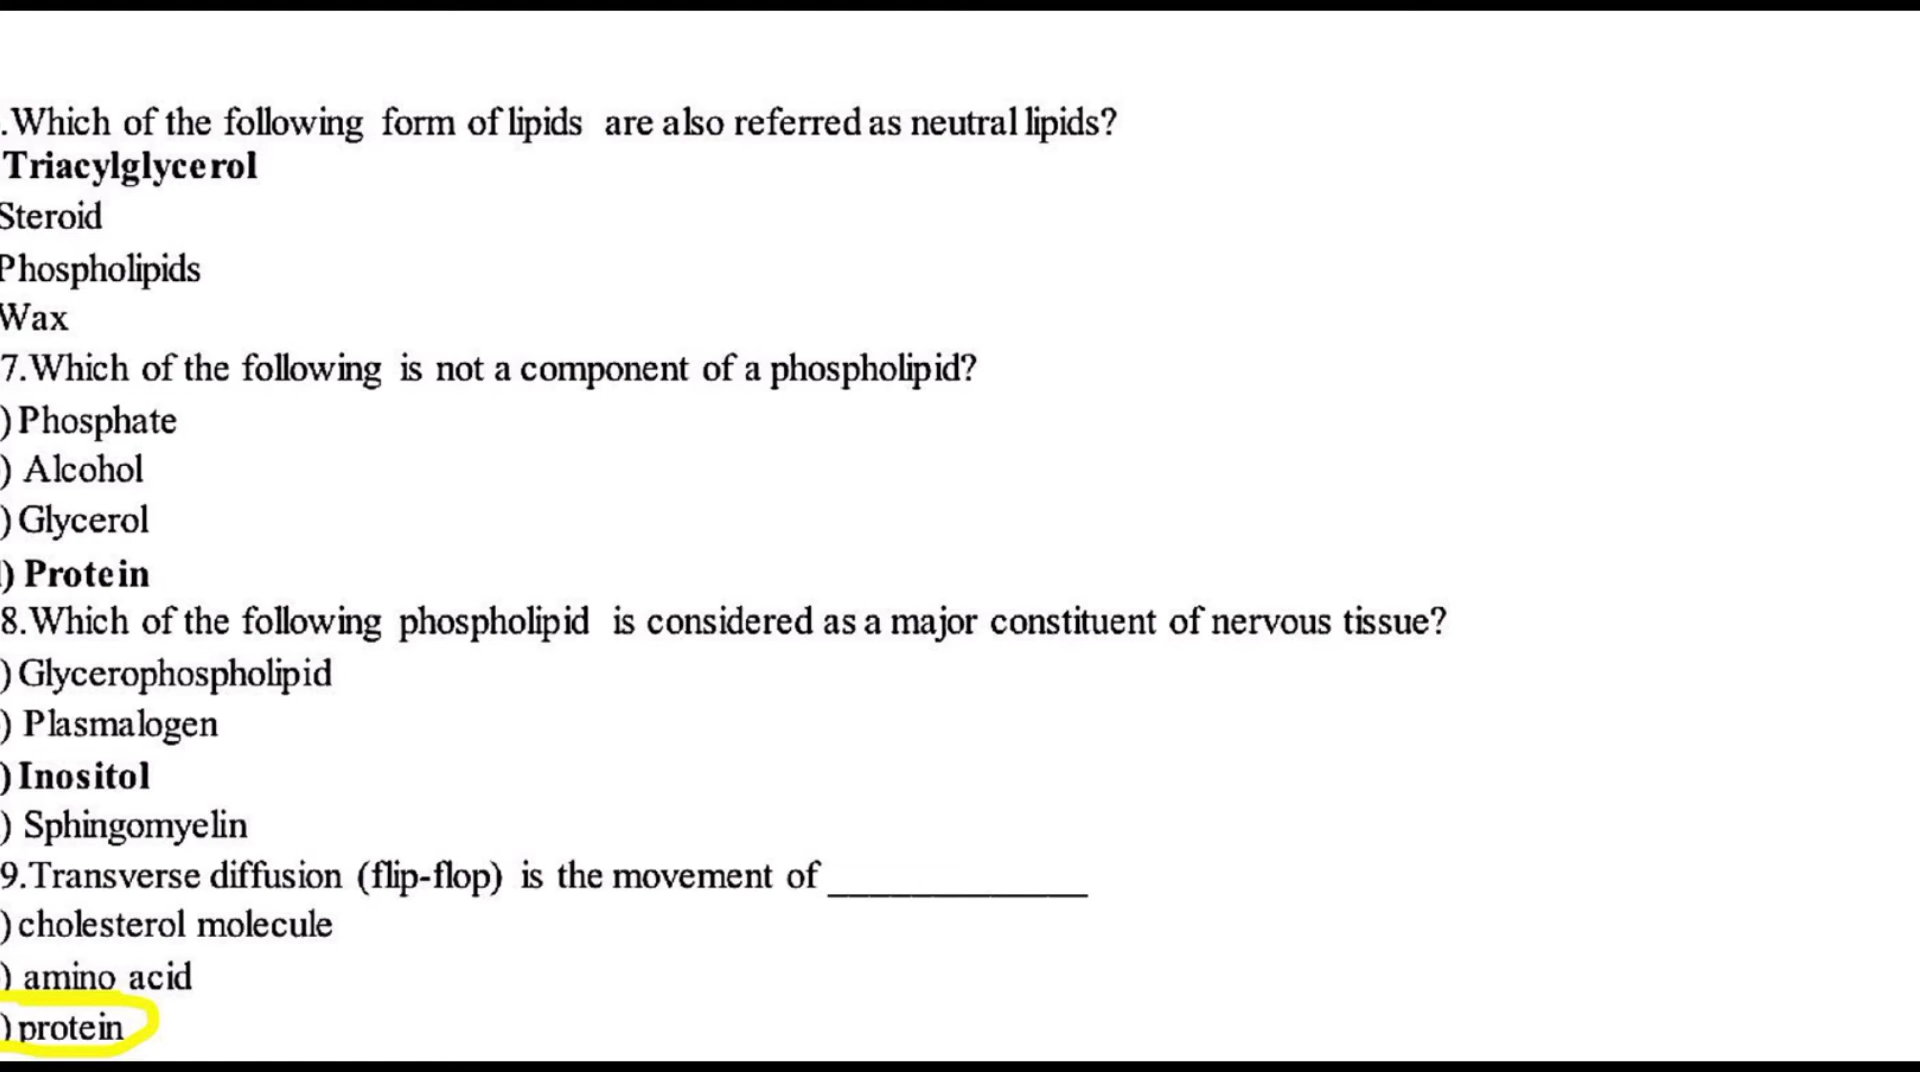 .Which of the following form of lipids are also referred as neutral lipids?
Triacylglycerol
Steroid
Phospholipids
Wax
7.Which of the following is not a component of a phospholipid?
)Phosphate
) Alcohol
)Glycerol
) Protein
8.Which of the following phospholipid is considered as a major constituent of nervous tissue?
)Glycerophospholipid
) Plasmalogen
)Inositol
) Sphingomyelin
9.Transverse diffusion (flip-flop) is the movement of ______________
)cholesterol molecule
) amino acid
)protein